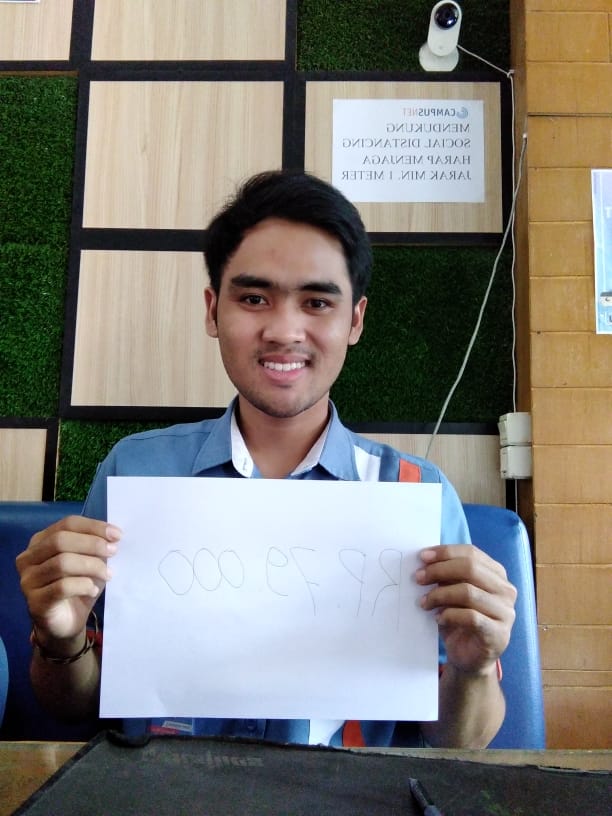 CAMPUSNET
MENDUKUNG
SOCIAL DISTANCING
HARAP MENJAGA
JARAK MIN. 1 METER
RP. 79.000